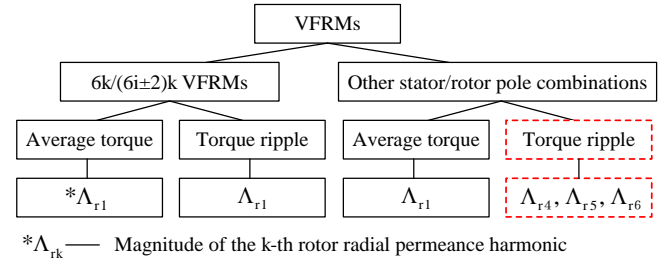 VFRMs
6k/(6i±2)k VFRMs
Other stator/rotor pole combinations
Average torque
Torque ripple
Average torque
Torque ripple
*Λr1
Λr1
Λr1
Λr4, Λr5, Λr6
*Λrk — Magnitude of the k-th rotor radial permeance harmonic